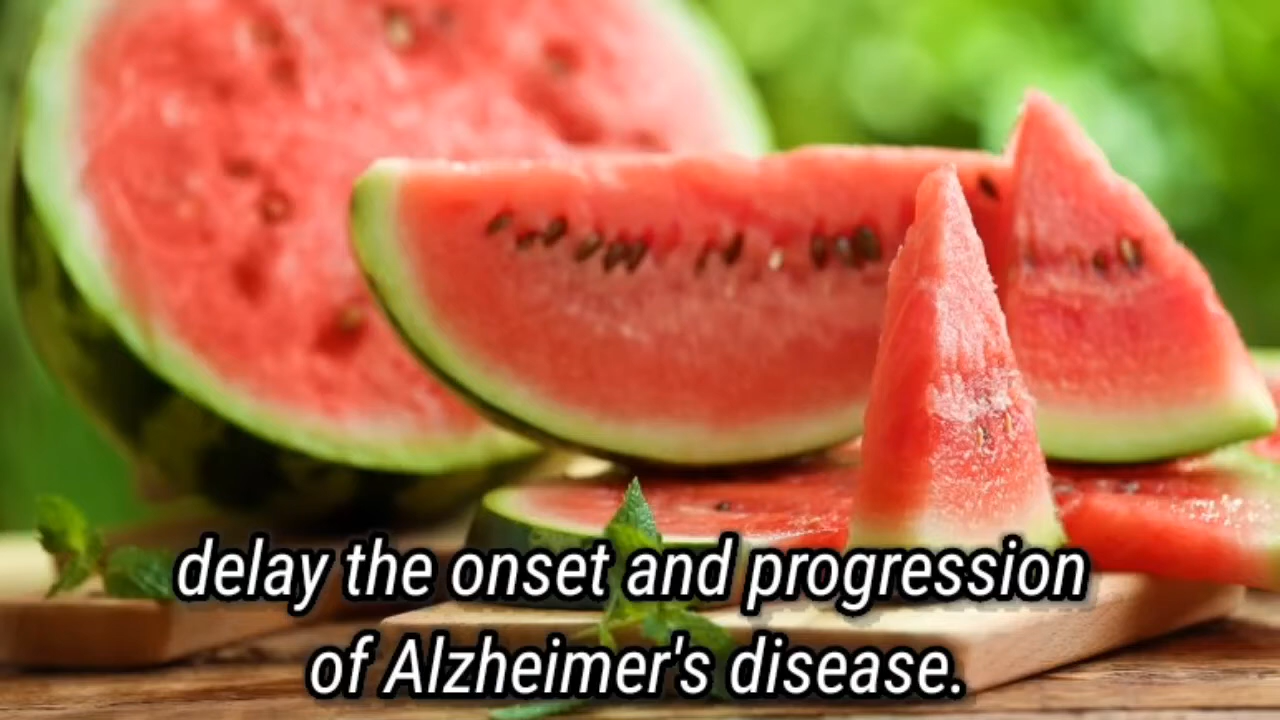 delay the onset and progression
of Alzheimer's disease.